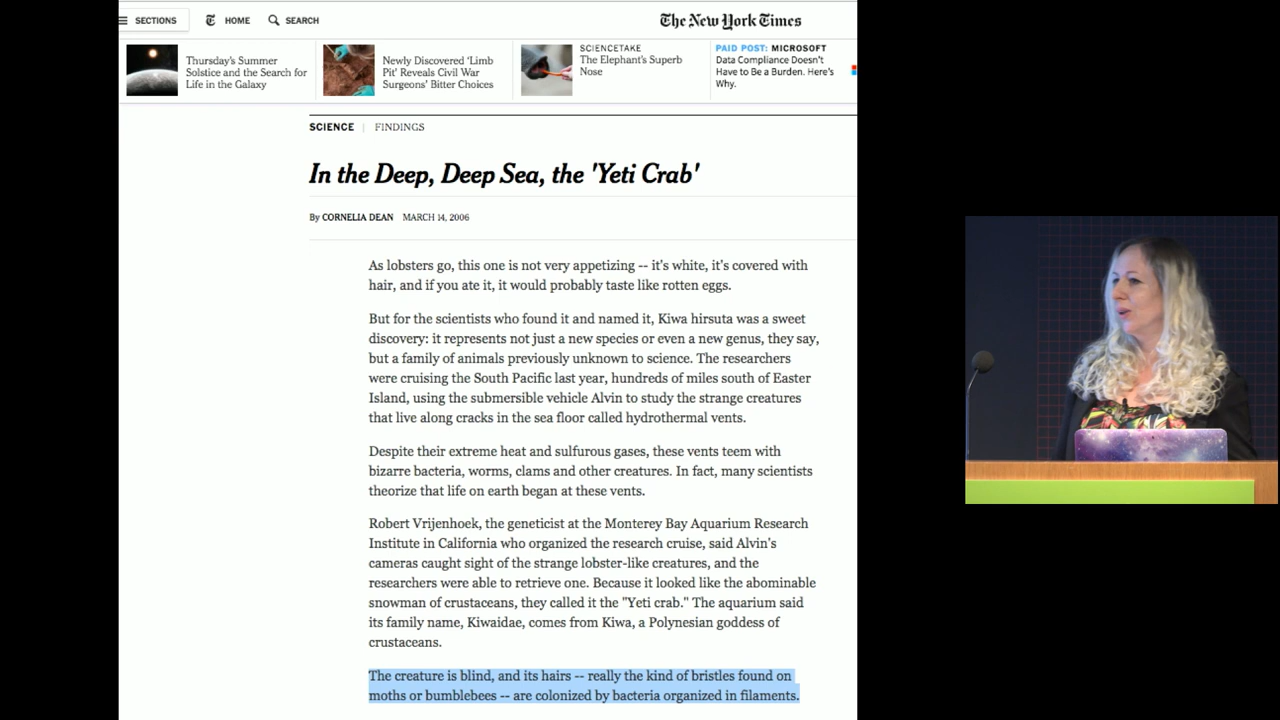 SECTIONS
HOME
SEARCH
The New York Times
Thursday's Summer
Solstice and the Search for
Life in the Galaxy
Newly Discovered 'Limb
Pit' Reveals Civil War
Surgeons' Bitter Choices
SCIENCETAKE
The Elephant's Superb
Nose
PAID POST: MICROSOFT
Data Compliance Doesn't
Have to Be a Burden. Here's
Why.
SCIENCE | FINDINGS
In the Deep, Deep Sea, the 'Yeti Crab'
By CORNELIA DEAN MARCH 14, 2006
As lobsters go, this one is not very appetizing -- it's white, it's covered with
hair, and if you ate it, it would probably taste like rotten eggs.
But for the scientists who found it and named it, Kiwa hirsuta was a sweet
discovery: it represents not just a new species or even a new genus, they say,
but a family of animals previously unknown to science. The researchers
were cruising the South Pacific last year, hundreds of miles south of Easter
Island, using the submersible vehicle Alvin to study the strange creatures
that live along cracks in the sea floor called hydrothermal vents.
Despite their extreme heat and sulfurous gases, these vents teem with
bizarre bacteria, worms, clams and other creatures. In fact, many scientists
theorize that life on earth began at these vents.
Robert Vrijenhoek, the geneticist at the Monterey Bay Aquarium Research
Institute in California who organized the research cruise, said Alvin's
cameras caught sight of the strange lobster-like creatures, and the
researchers were able to retrieve one. Because it looked like the abominable
snowman of crustaceans, they called it the "Yeti crab." The aquarium said
its family name, Kiwaidae, comes from Kiwa, a Polynesian goddess of
crustaceans.
The creature is blind, and its hairs -- really the kind of bristles found on
moths or bumblebees -- are colonized by bacteria organized in filaments.